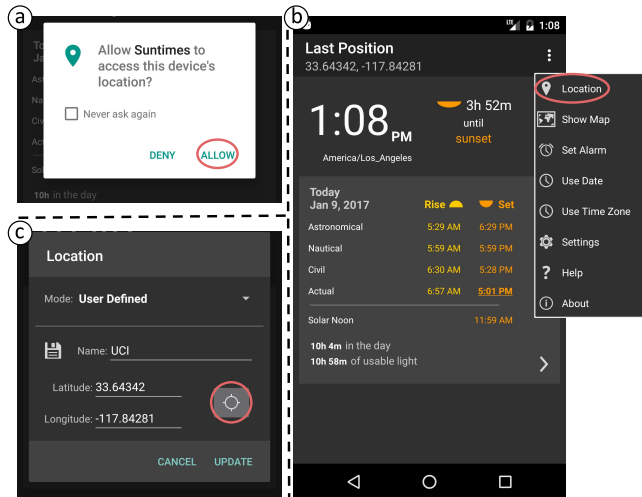 a
Allow Suntimes to
access this device's
location?
Never ask again
DENY ALLOW
10h in the day
b
LTE 1:08
Last Position
33.64342, -117.84281
1:08 PM
America/Los_Angeles
3h 52m
until
sunset
Today
Jan 9, 2017 Rise Set
Astronomical 5:29 AM 6:29 PM
Nautical 5:59 AM 5:59 PM
Civil 6:30 AM 5:28 PM
Actual 6:57 AM 5:01 PM
Solar Noon 11:59 AM
10h 4m in the day
10h 58m of usable light
Location
Show Map
Set Alarm
Use Date
Use Time Zone
Settings
? Help
About
c
Location
Mode: User Defined
Name: UCI
Latitude: 33.64342
Longitude: -117.84281
CANCEL UPDATE